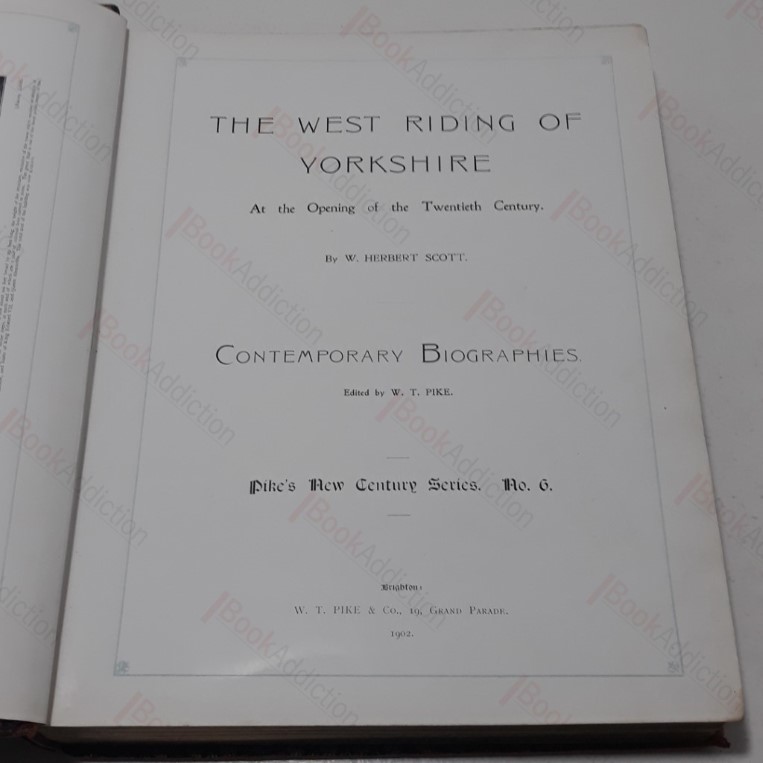 THE WEST RIDING OF
YORKSHIRE
At the Opening of the Twentieth Century.
By W. HERBERT SCOTT.
CONTEMPORARY BIOGRAPHIES.
Edited by W. T. PIKE.
Pike's New Century Series. No. 6.
Brighton:
W. T. PIKE & Co., 19, GRAND PARADE.
1902.
BookAddiction